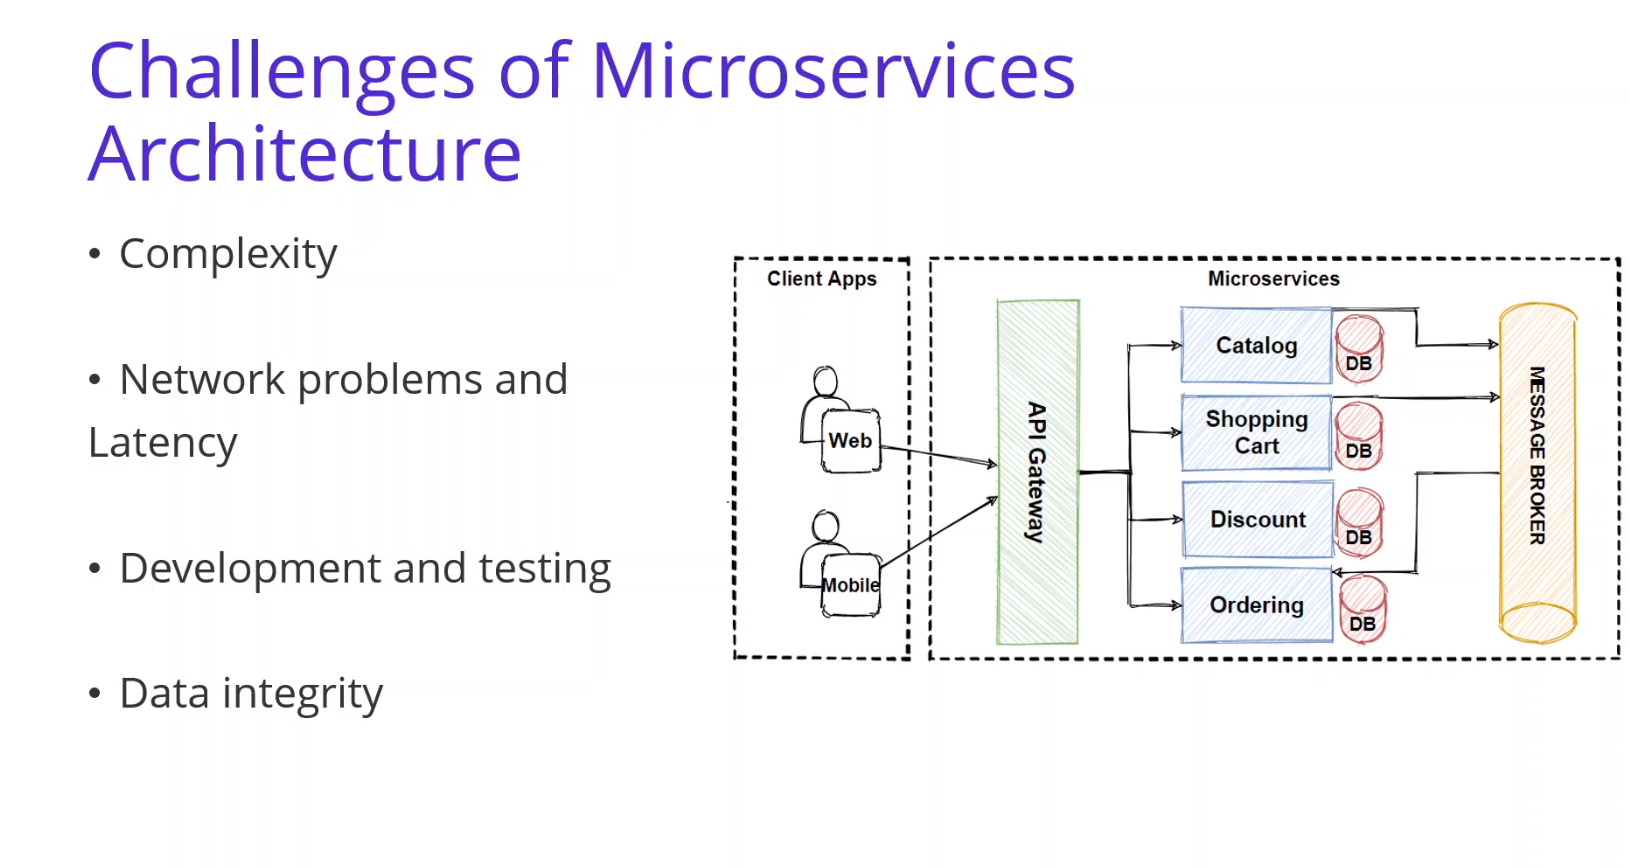 Challenges of Microservices
Architecture
• Complexity
• Network problems and
Latency
• Development and testing
• Data integrity
Client Apps
Web
Mobile
Microservices
API Gateway
Catalog
DB
Shopping
Cart
DB
Discount
DB
Ordering
DB
MESSAGE BROKER